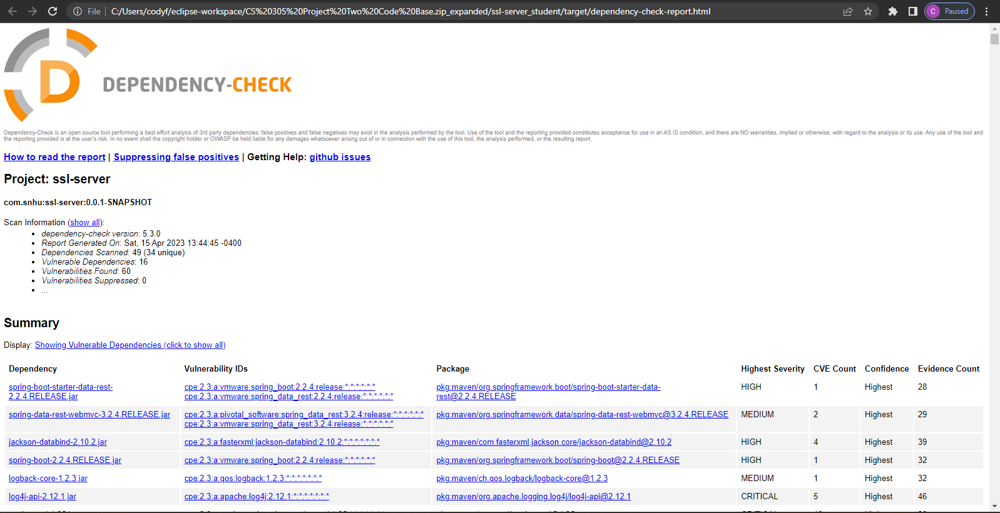 File | C:/Users/codyf/eclipse-workspace/CS%20305%20Project%20Two%20Code%20Base.zip_expanded/ssl-server_student/target/dependency-check-report.html
C Paused
D
DEPENDENCY-CHECK
Dependency-Check is an open source tool performing a best effort analysis of 3rd party dependencies; false positives and false negatives may exist in the analysis performed by the tool. Use of the tool and the reporting provided constitutes acceptance for use in an AS IS condition, and there are NO warranties, implied or otherwise, with regard to the analysis or its use. Any use of the tool and
the reporting provided is at the user's risk. In no event shall the copyright holder or OWASP be held liable for any damages whatsoever arising out of or in connection with the use of this tool, the analysis performed, or the resulting report.
How to read the report | Suppressing false positives | Getting Help: github issues
Project: ssl-server
com.snhu:ssl-server:0.0.1-SNAPSHOT
Scan Information (show all):
• dependency-check version: 5.3.0
• Report Generated On: Sat, 15 Apr 2023 13:44:45 -0400
• Dependencies Scanned: 49 (34 unique)
• Vulnerable Dependencies: 16
• Vulnerabilities Found: 60
• Vulnerabilities Suppressed: 0
• ...
Summary
Display: Showing Vulnerable Dependencies (click to show all)
Dependency Vulnerability IDs Package Highest Severity CVE Count Confidence Evidence Count
spring-boot-starter-data-rest- cpe:2.3:a:vmware:spring_boot:2.2.4:release:*:*:*:*:*:* pkg:maven/org.springframework.boot/spring-boot-starter-data- HIGH 1 Highest 28
2.2.4.RELEASE.jar cpe:2.3:a:vmware:spring_data_rest:2.2.4:release:*:*:*:*:*:* rest@2.2.4.RELEASE
spring-data-rest-webmvc-3.2.4.RELEASE.jar cpe:2.3:a:pivotal_software:spring_data_rest:3.2.4:release:*:*:*:*:*:* pkg:maven/org.springframework.data/spring-data-rest-webmvc@3.2.4.RELEASE MEDIUM 2 Highest 29
cpe:2.3:a:vmware:spring_data_rest:3.2.4:release:*:*:*:*:*:*
jackson-databind-2.10.2.jar cpe:2.3:a:fasterxml:jackson-databind:2.10.2:*:*:*:*:*:*:* pkg:maven/com.fasterxml.jackson.core/jackson-databind@2.10.2 HIGH 4 Highest 39
spring-boot-2.2.4.RELEASE.jar cpe:2.3:a:vmware:spring_boot:2.2.4:release:*:*:*:*:*:* pkg:maven/org.springframework.boot/spring-boot@2.2.4.RELEASE HIGH 1 Highest 32
logback-core-1.2.3.jar cpe:2.3:a:qos:logback:1.2.3:*:*:*:*:*:*:* pkg:maven/ch.qos.logback/logback-core@1.2.3 MEDIUM 1 Highest 32
log4j-api-2.12.1.jar cpe:2.3:a:apache:log4j:2.12.1:*:*:*:*:*:*:* pkg:maven/org.apache.logging.log4j/log4j-api@2.12.1 CRITICAL 5 Highest 46